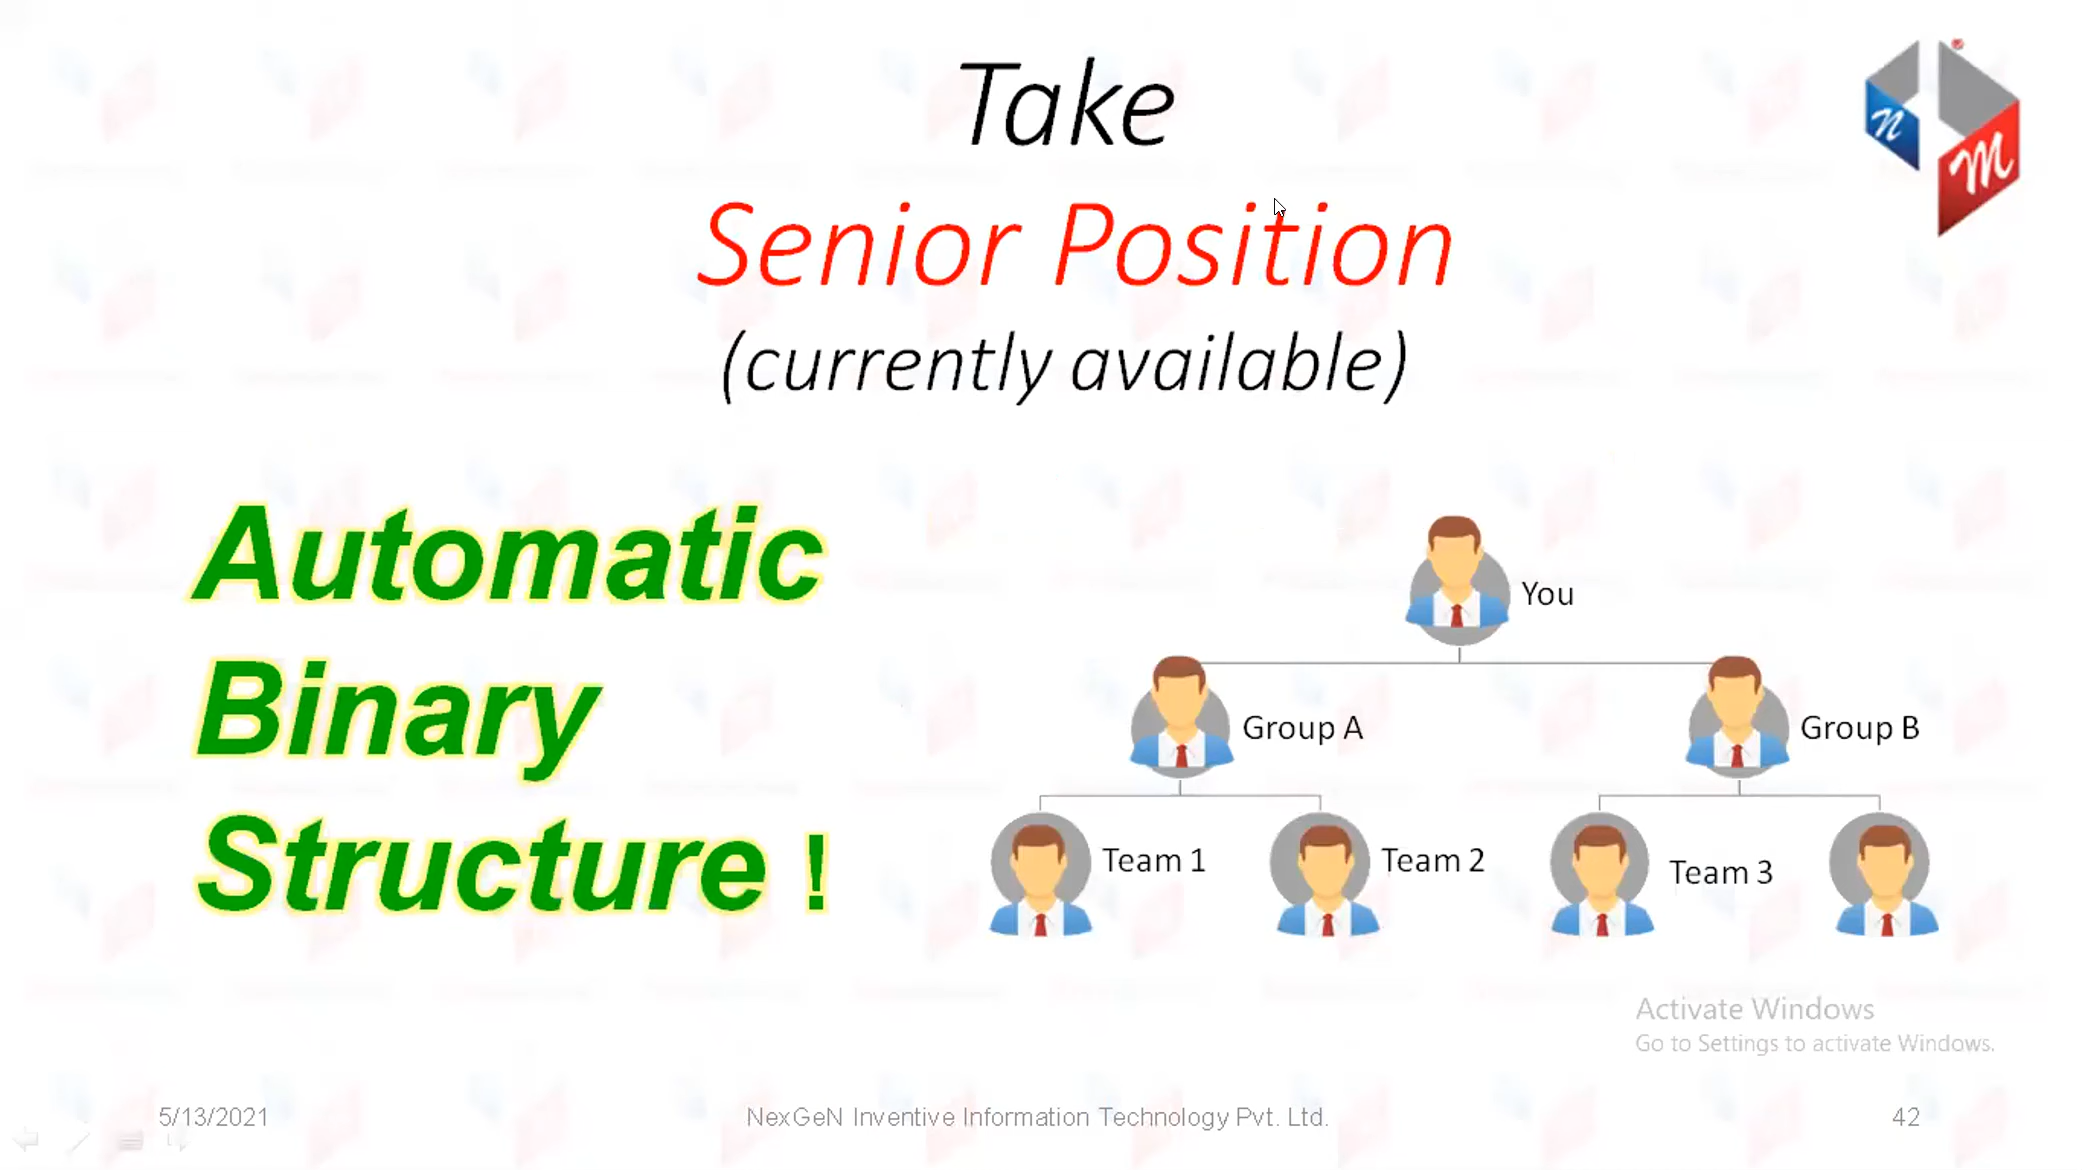 Take
Senior Position
(currently available)
n
m
Automatic
Binary
Structure !
You
Group A
Group B
Team 1
Team 2
Team 3
Activate Windows
Go to Settings to activate Windows.
5/13/2021
NexGeN Inventive Information Technology Pvt. Ltd.
42